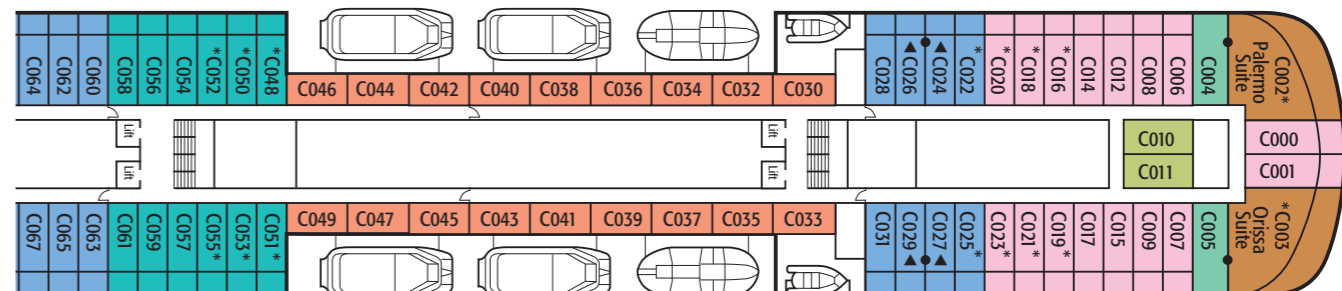 C064
C062
C060
C058
C056
C054
C052*
C050*
C048*
C046
C044
C042
C040
C038
C036
C034
C032
C030
C028
C026 ▲
C024 ▲
C022*
C020*
C018*
C016*
C014
C012
C008
C006
C004
C002*
Palermo
Suite
Lift
Lift
Lift
Lift
C010
C011
C000
C001
C067
C065
C063
C061
C059
C057
C055*
C053*
C051*
C049
C047
C045
C043
C041
C039
C037
C035
C033
C031
C029 ▲
C027 ▲
C025*
C023*
C021*
C019*
C017
C015
C009
C007
C005
*C003
Orissa
Suite